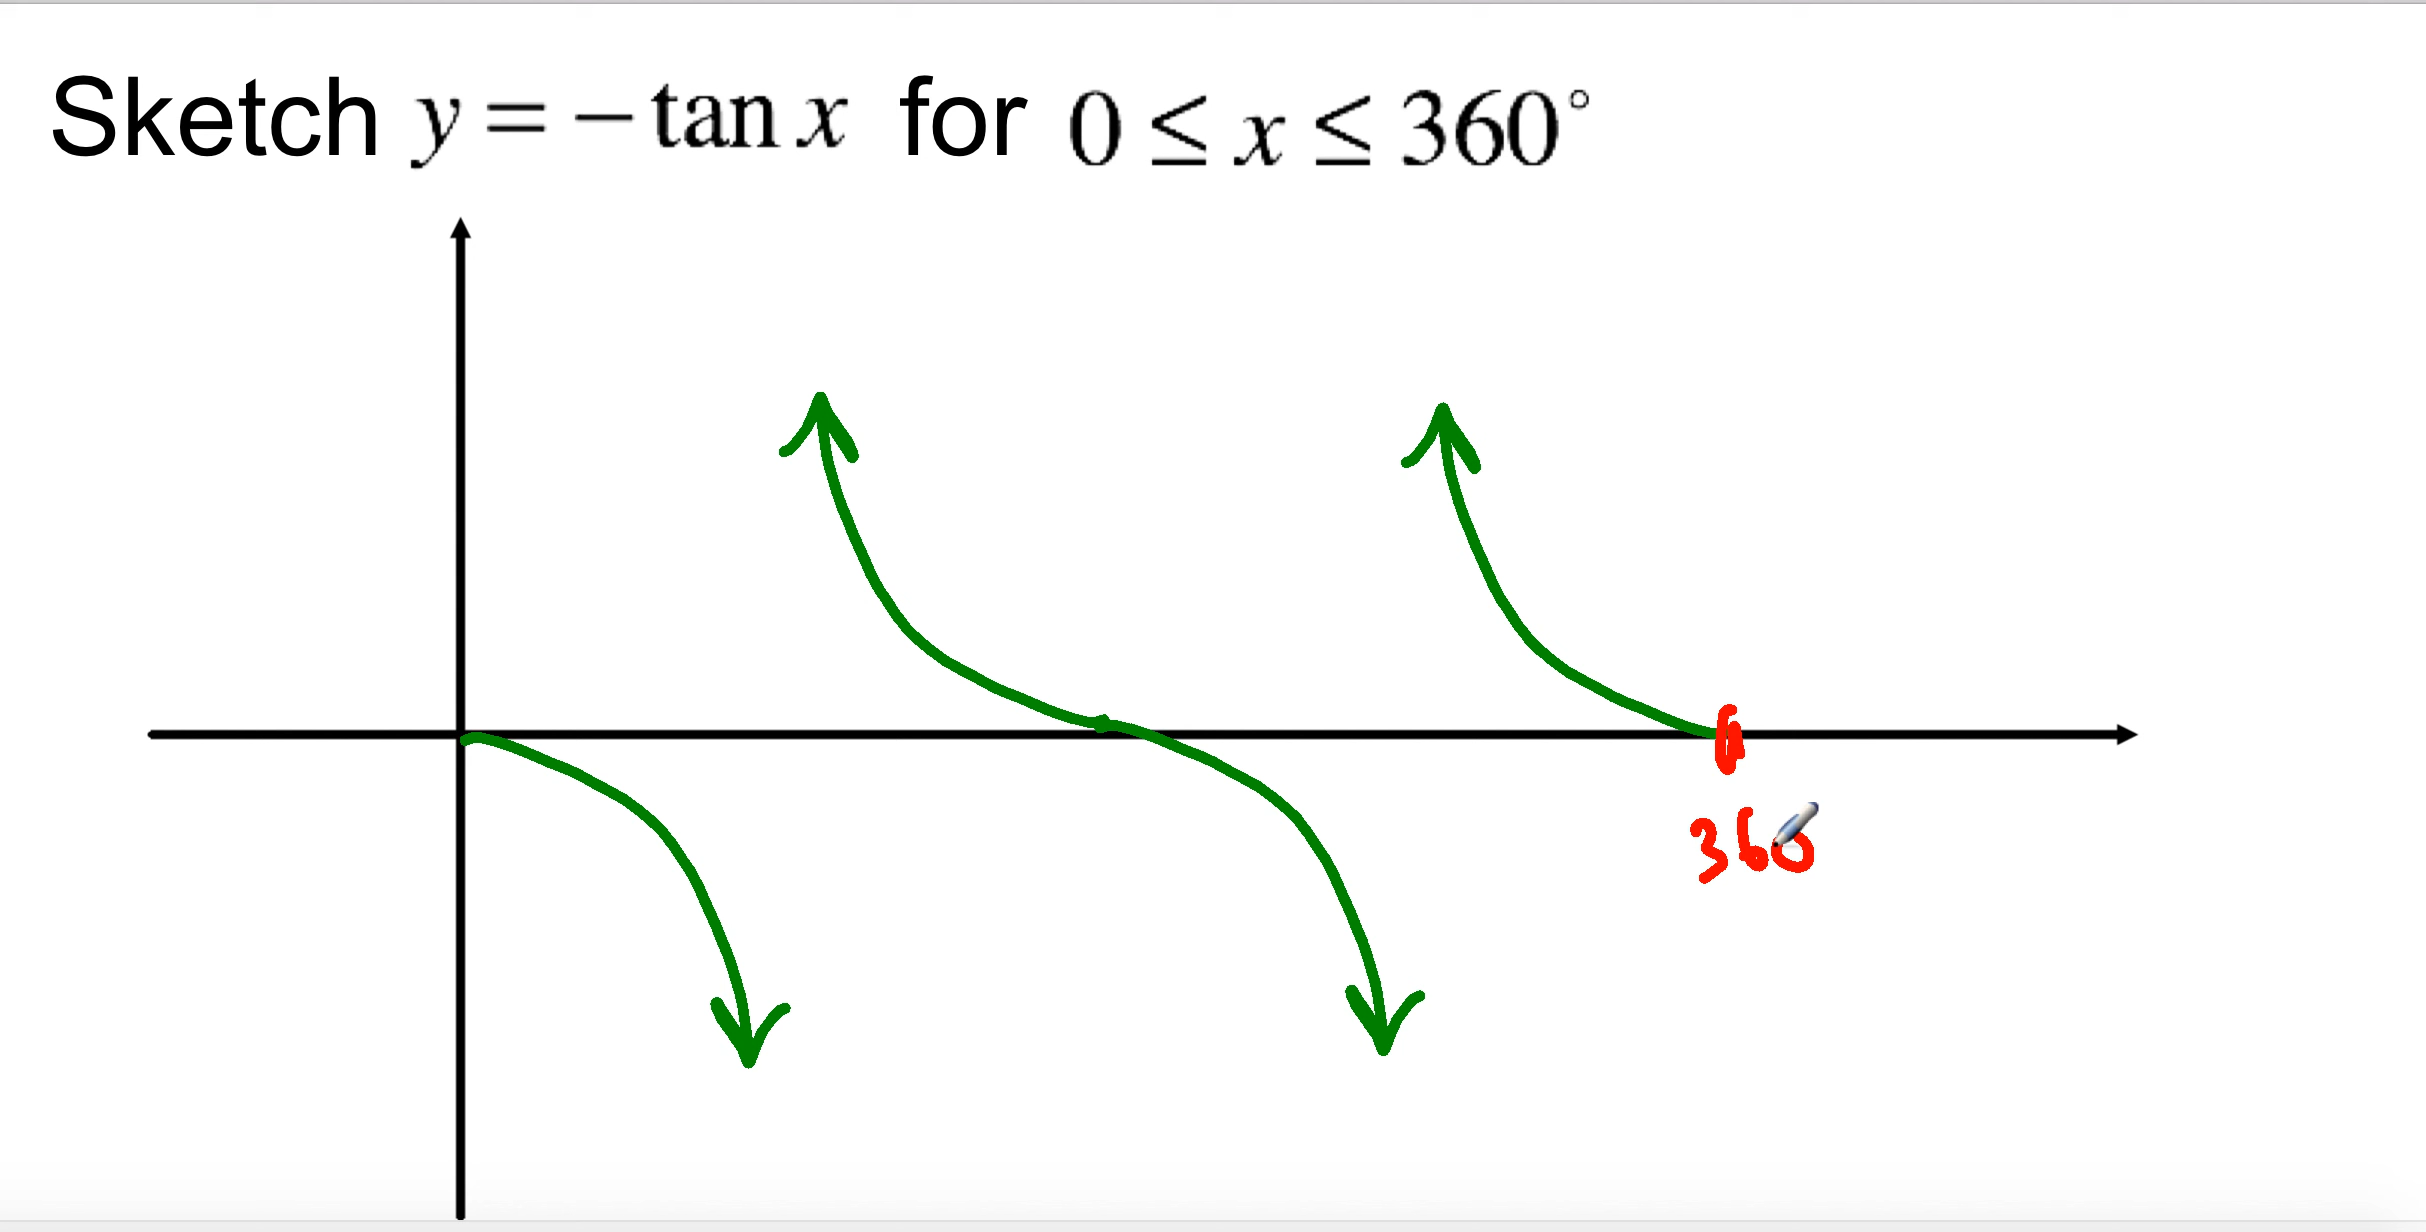 Sketch y = − tan x for 0 ≤ x ≤ 360°
360